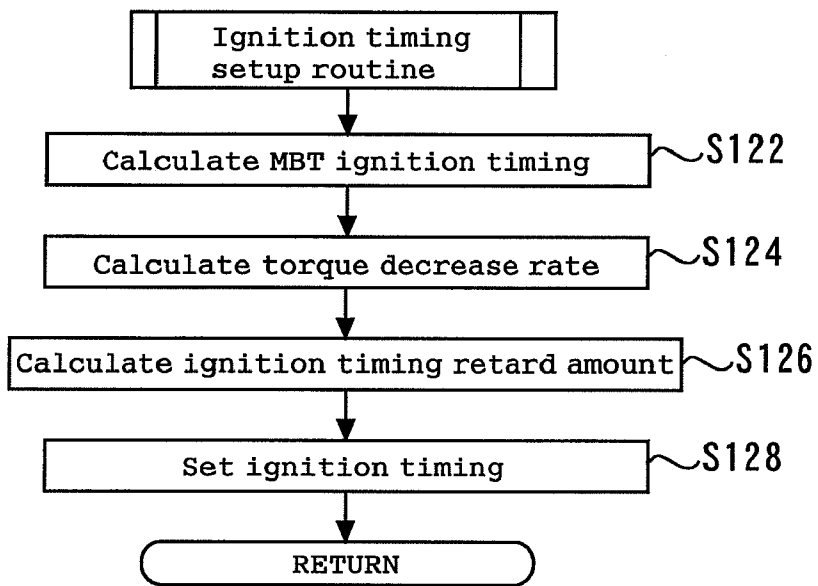 Ignition timing
setup routine
Calculate MBT ignition timing
S122
Calculate torque decrease rate
S124
Calculate ignition timing retard amount
S126
Set ignition timing
S128
RETURN